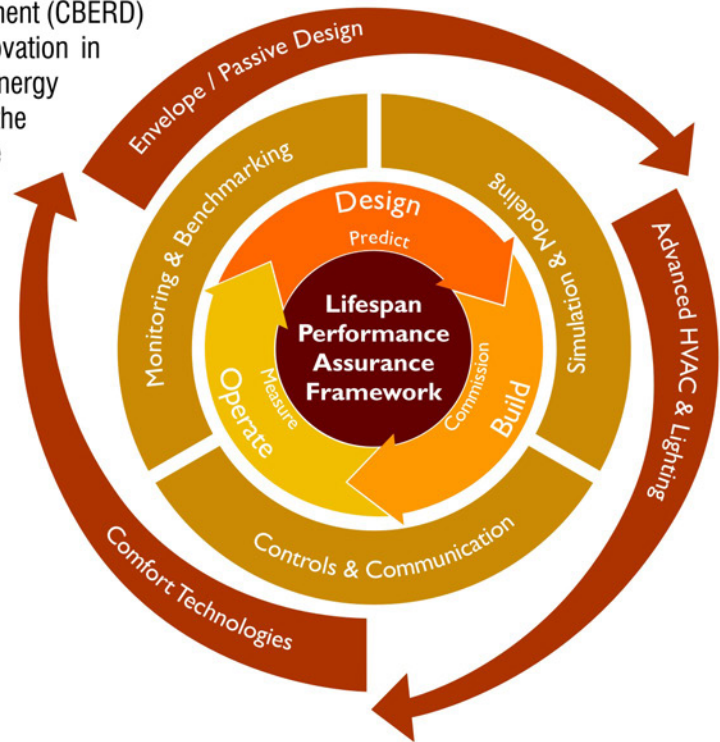 ment (CBERD)
ovation in
nergy
the
Envelope / Passive Design
Advanced HVAC & Lighting
Comfort Technologies
Monitoring & Benchmarking
Simulation & Modeling
Controls & Communication
Design
Predict
Build
Commission
Operate
Measure
Lifespan
Performance
Assurance
Framework